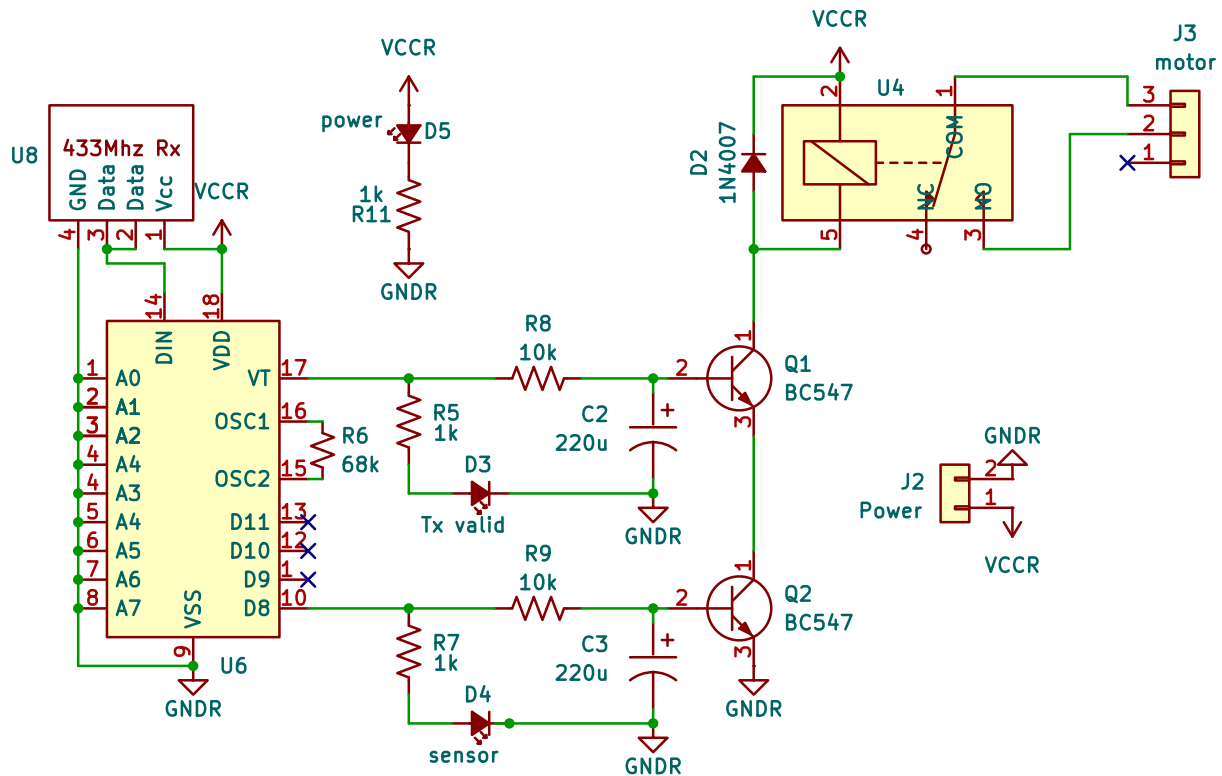 VCCR
J3
motor
VCCR
U4
2
1
3
2
1
power
D5
D2
1N4007
COM
NC
NO
5
4
3
U8
433Mhz Rx
GND
Data
Data
Vcc
4
3
2
1
VCCR
1k
R11
GNDR
14
18
DIN
VDD
1
A0
2
A1
3
A2
4
A4
4
A3
5
A4
6
A5
7
A6
8
A7
VT
17
OSC1
16
OSC2
15
D11
13
D10
12
D9
1
D8
10
VSS
9
U6
GNDR
R6
68k
R8
10k
R5
1k
D3
Tx valid
C2
220u
+
GNDR
1
2
3
Q1
BC547
GNDR
J2
Power
2
1
VCCR
R9
10k
R7
1k
D4
sensor
C3
220u
+
GNDR
1
2
3
Q2
BC547
GNDR